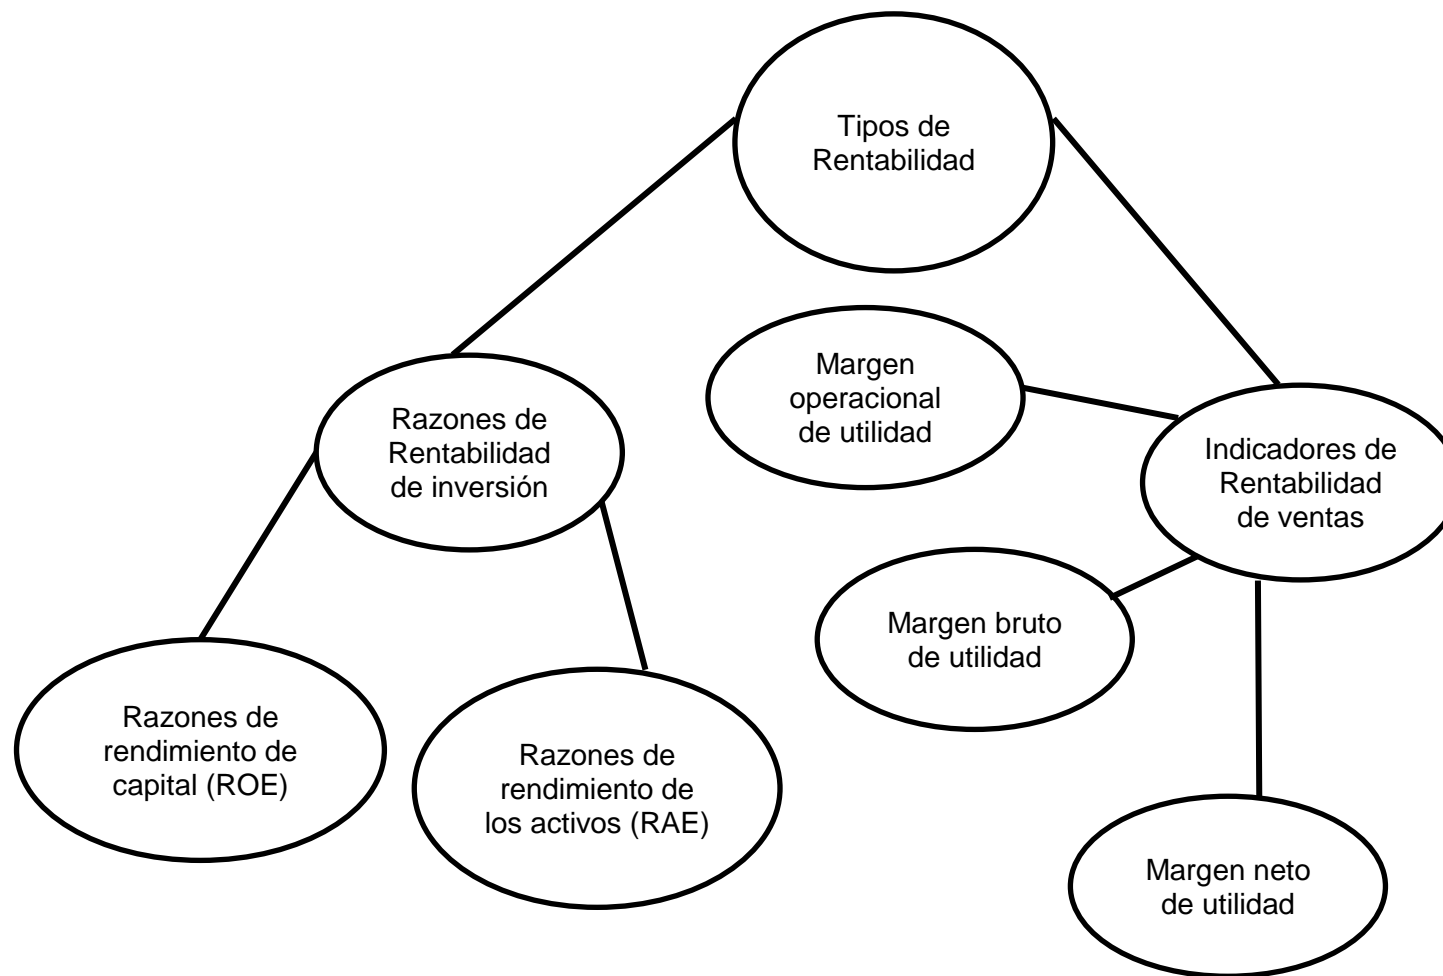 Tipos de
Rentabilidad
Margen
operacional
de utilidad
Razones de
Rentabilidad
de inversión
Indicadores de
Rentabilidad
de ventas
Margen bruto
de utilidad
Razones de
rendimiento de
capital (ROE)
Razones de
rendimiento de
los activos (RAE)
Margen neto
de utilidad